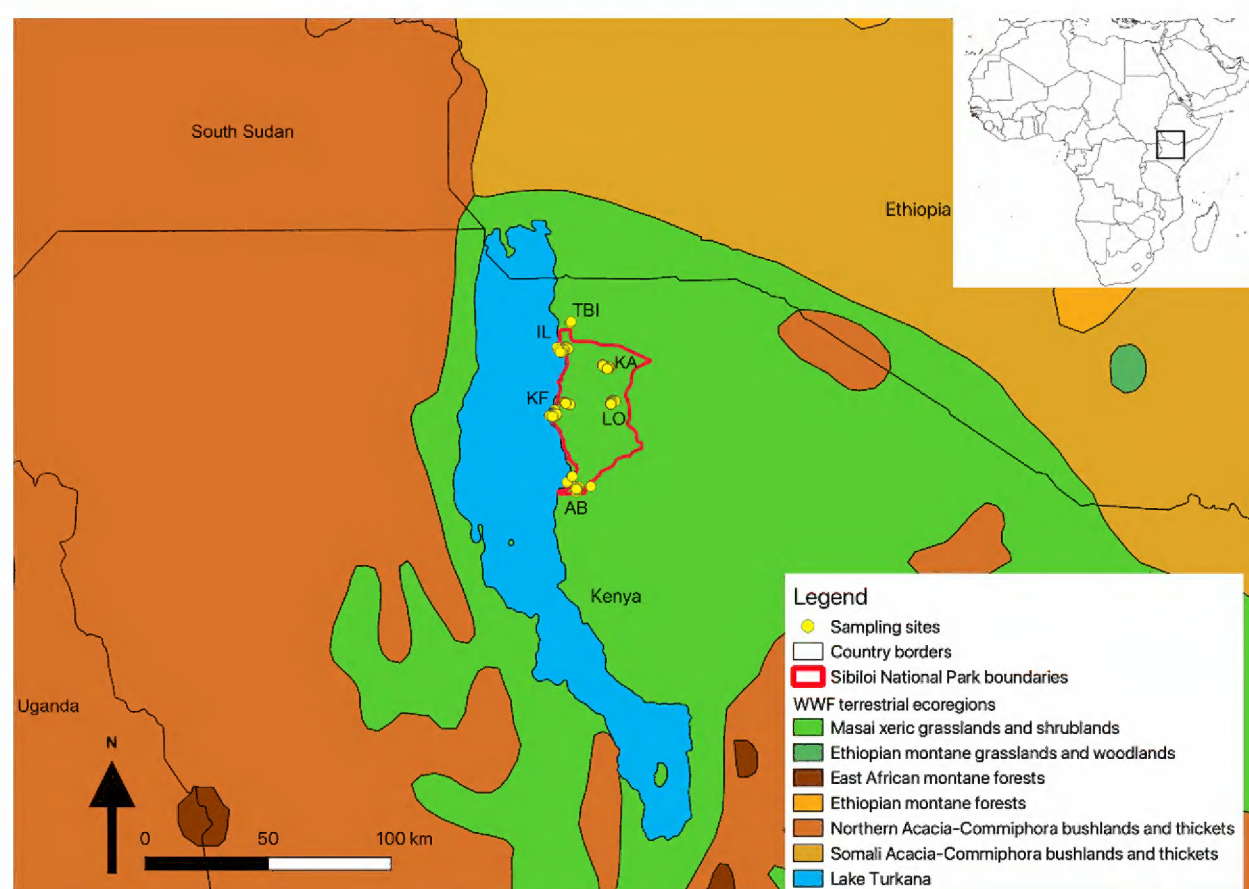 South Sudan
Ethiopia
TBI
IL
KA
KF
LO
AB
Kenya
Uganda
N
0 50 100 km
Legend
Sampling sites
Country borders
Sibiloi National Park boundaries
WWF terrestrial ecoregions
Masai xeric grasslands and shrublands
Ethiopian montane grasslands and woodlands
East African montane forests
Ethiopian montane forests
Northern Acacia-Commiphora bushlands and thickets
Somali Acacia-Commiphora bushlands and thickets
Lake Turkana